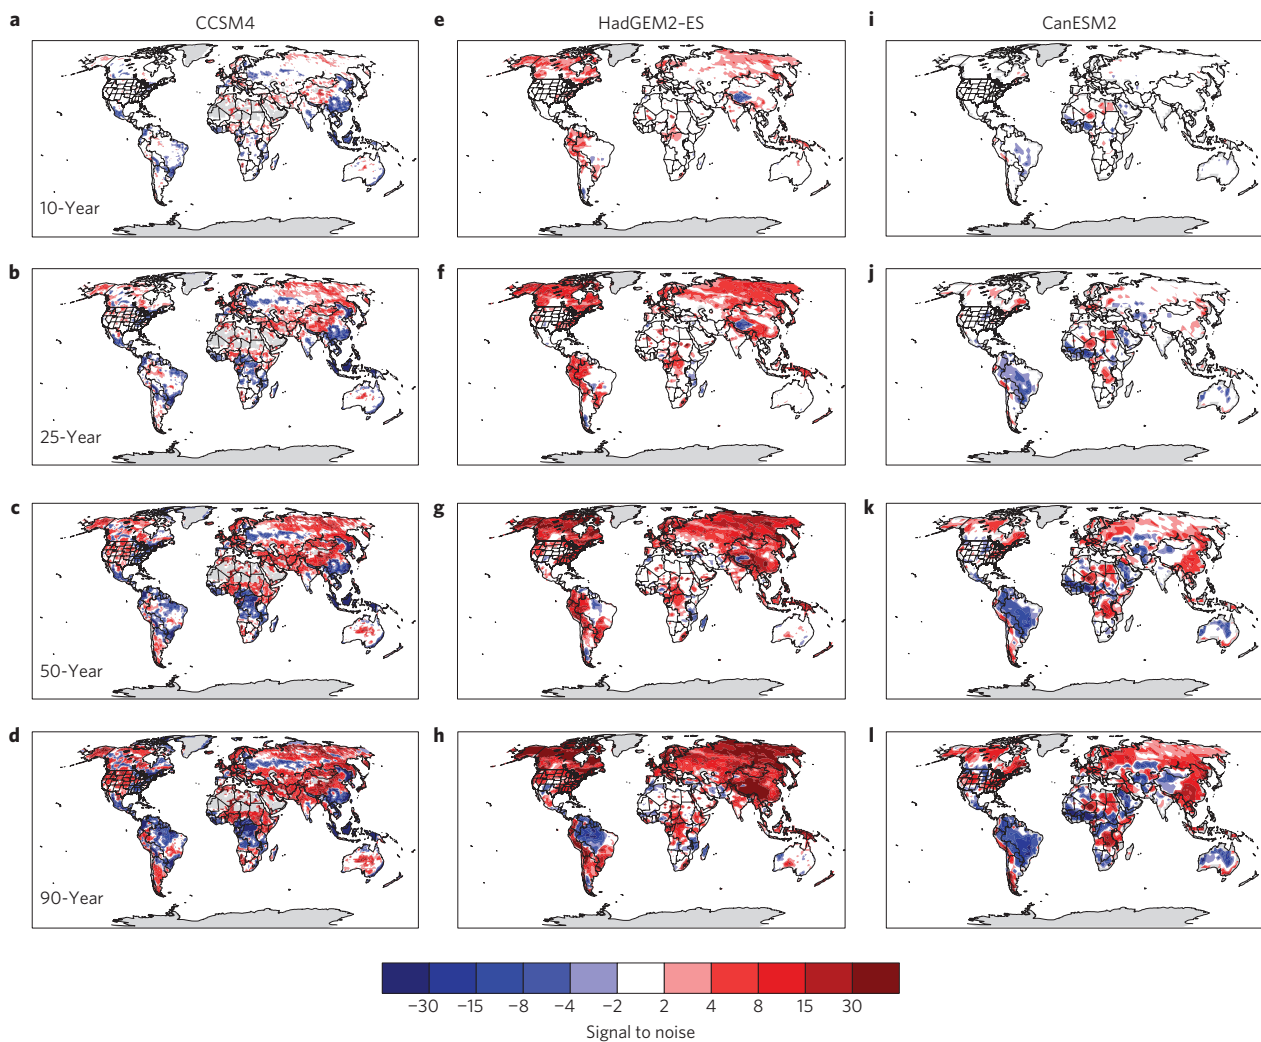 a CCSM4 e HadGEM2-ES i CanESM2
10-Year
b f j
25-Year
c g k
50-Year
d h l
90-Year
−30 −15 −8 −4 −2 2 4 8 15 30
Signal to noise